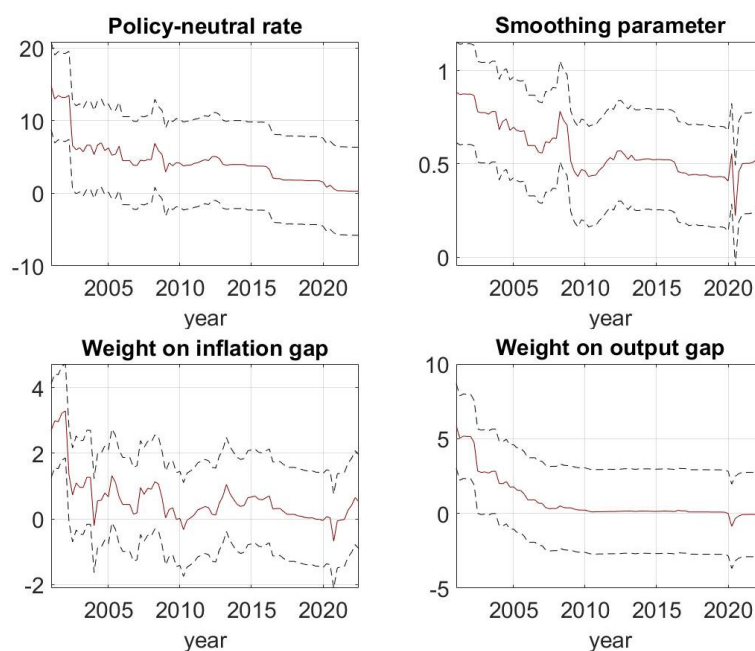 Policy-neutral rate
20
10
0
-10
2005 2010 2015 2020
year
Smoothing parameter
1
0.5
0
2005 2010 2015 2020
year
Weight on inflation gap
4
2
0
-2
2005 2010 2015 2020
year
Weight on output gap
10
5
0
-5
2005 2010 2015 2020
year